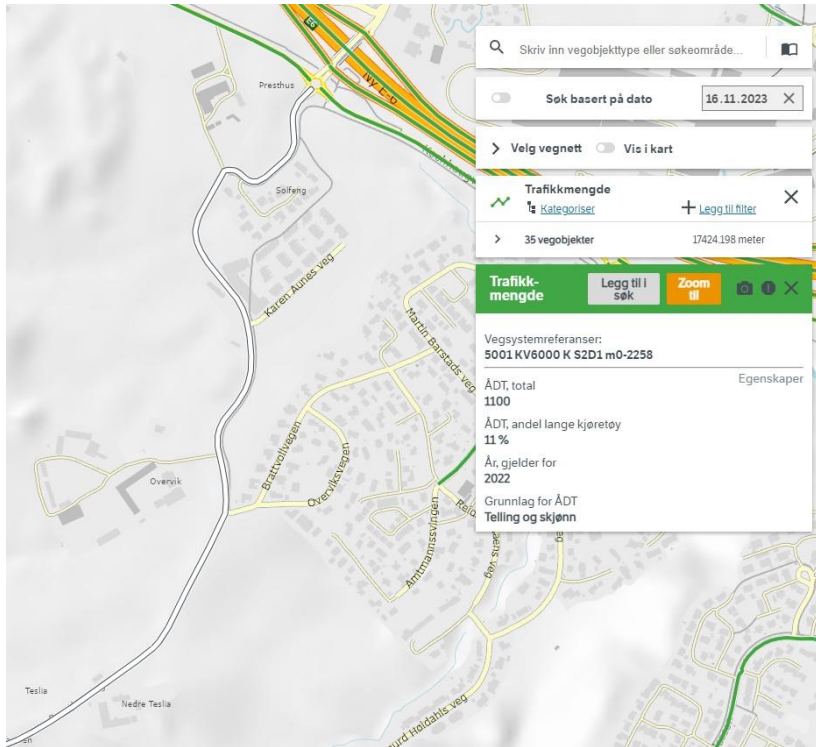 Skriv inn vegobjekttype eller søkeområde...
Søk basert på dato
16.11.2023
Velg vegnett
Vis i kart
Trafikkmengde
Kategoriser
Legg til filter
35 vegobjekter
17424.198 meter
Trafikk-
mengde
Legg til i
søk
Zoom
til
Vegsystemreferanser:
5001 KV6000 K S2D1 m0-2258
Egenskaper
ÅDT, total
1100
ÅDT, andel lange kjøretøy
11 %
År, gjelder for
2022
Grunnlag for ÅDT
Telling og skjønn
E6
Presthus
Solfeng
Karen Aunes veg
Martin Barstads veg
Brattvollvegen
Overviksvegen
Overvik
Amtmannssvingen
Teslia
Nedre Teslia